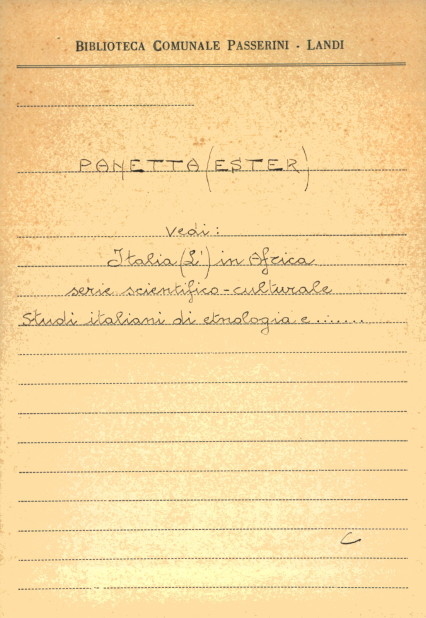 BIBLIOTECA COMUNALE PASSERINI - LANDI
PANETTA (ESTER)
vedi:
Italia (L') in Africa
serie scientifico-culturale
Studi italiani di etnologia e .......
C